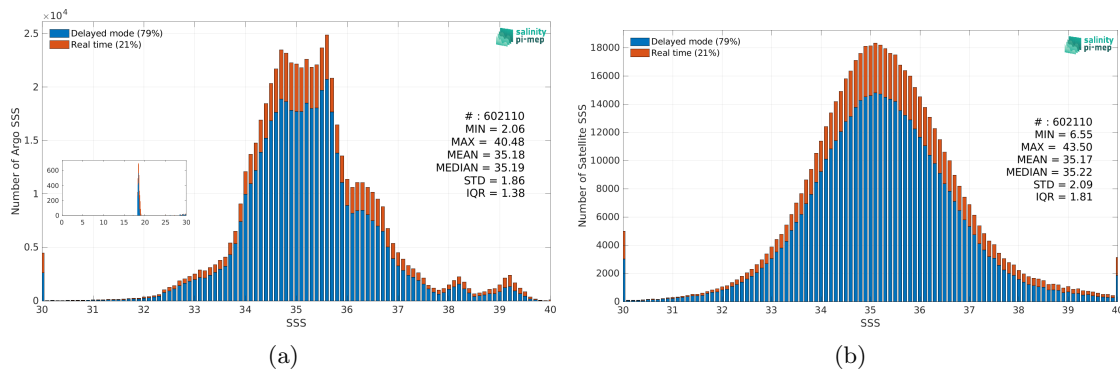 ×10⁴
2.5
2
1.5
1
0.5
0
Number of Argo SSS
Delayed mode (79%)
Real time (21%)
salinity
pi-mep
# : 602110
MIN = 2.06
MAX = 40.48
MEAN = 35.18
MEDIAN = 35.19
STD = 1.86
IQR = 1.38
600
400
200
0
0 5 10 15 20 25 30
30 31 32 33 34 35 36 37 38 39 40
SSS
(a)
18000
16000
14000
12000
10000
8000
6000
4000
2000
0
Number of Satellite SSS
Delayed mode (79%)
Real time (21%)
salinity
pi-mep
# : 602110
MIN = 6.55
MAX = 43.50
MEAN = 35.17
MEDIAN = 35.22
STD = 2.09
IQR = 1.81
30 31 32 33 34 35 36 37 38 39 40
SSS
(b)